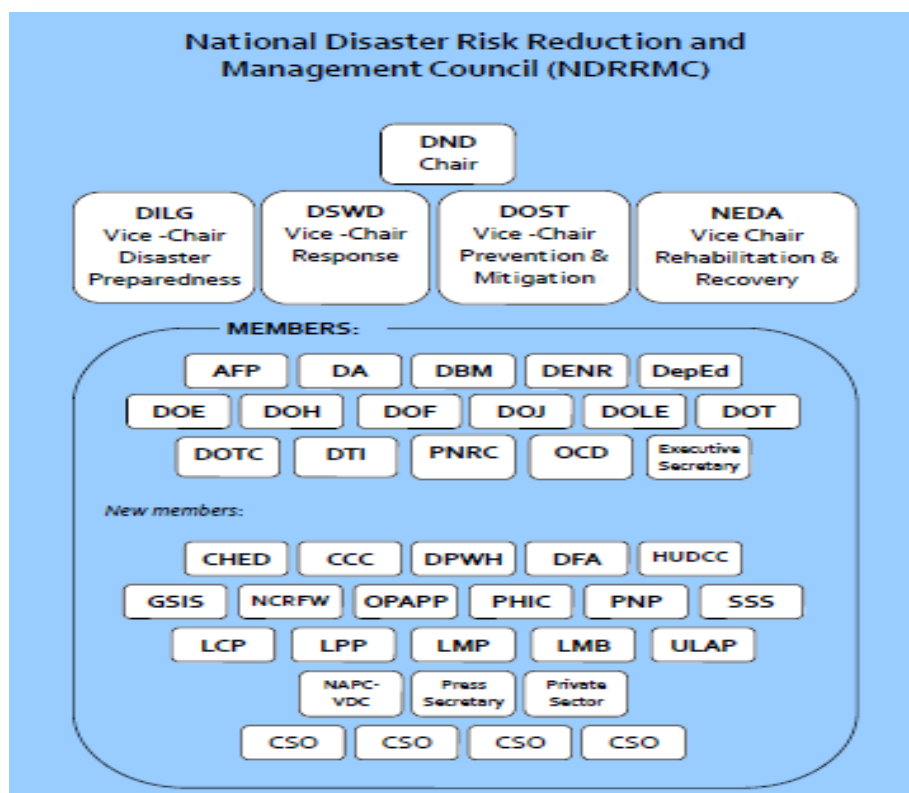 National Disaster Risk Reduction and
Management Council (NDRRMC)
DND
Chair
DILG
Vice -Chair
Disaster
Preparedness
DSWD
Vice -Chair
Response
DOST
Vice -Chair
Prevention &
Mitigation
NEDA
Vice Chair
Rehabilitation &
Recovery
MEMBERS:
AFP DA DBM DENR DepEd
DOE DOH DOF DOJ DOLE DOT
DOTC DTI PNRC OCD Executive
Secretary
New members:
CHED CCC DPWH DFA HUDCC
GSIS NCRFW OPAPP PHIC PNP SSS
LCP LPP LMP LMB ULAP
NAPC-
VDC
Press
Secretary
Private
Sector
CSO CSO CSO CSO